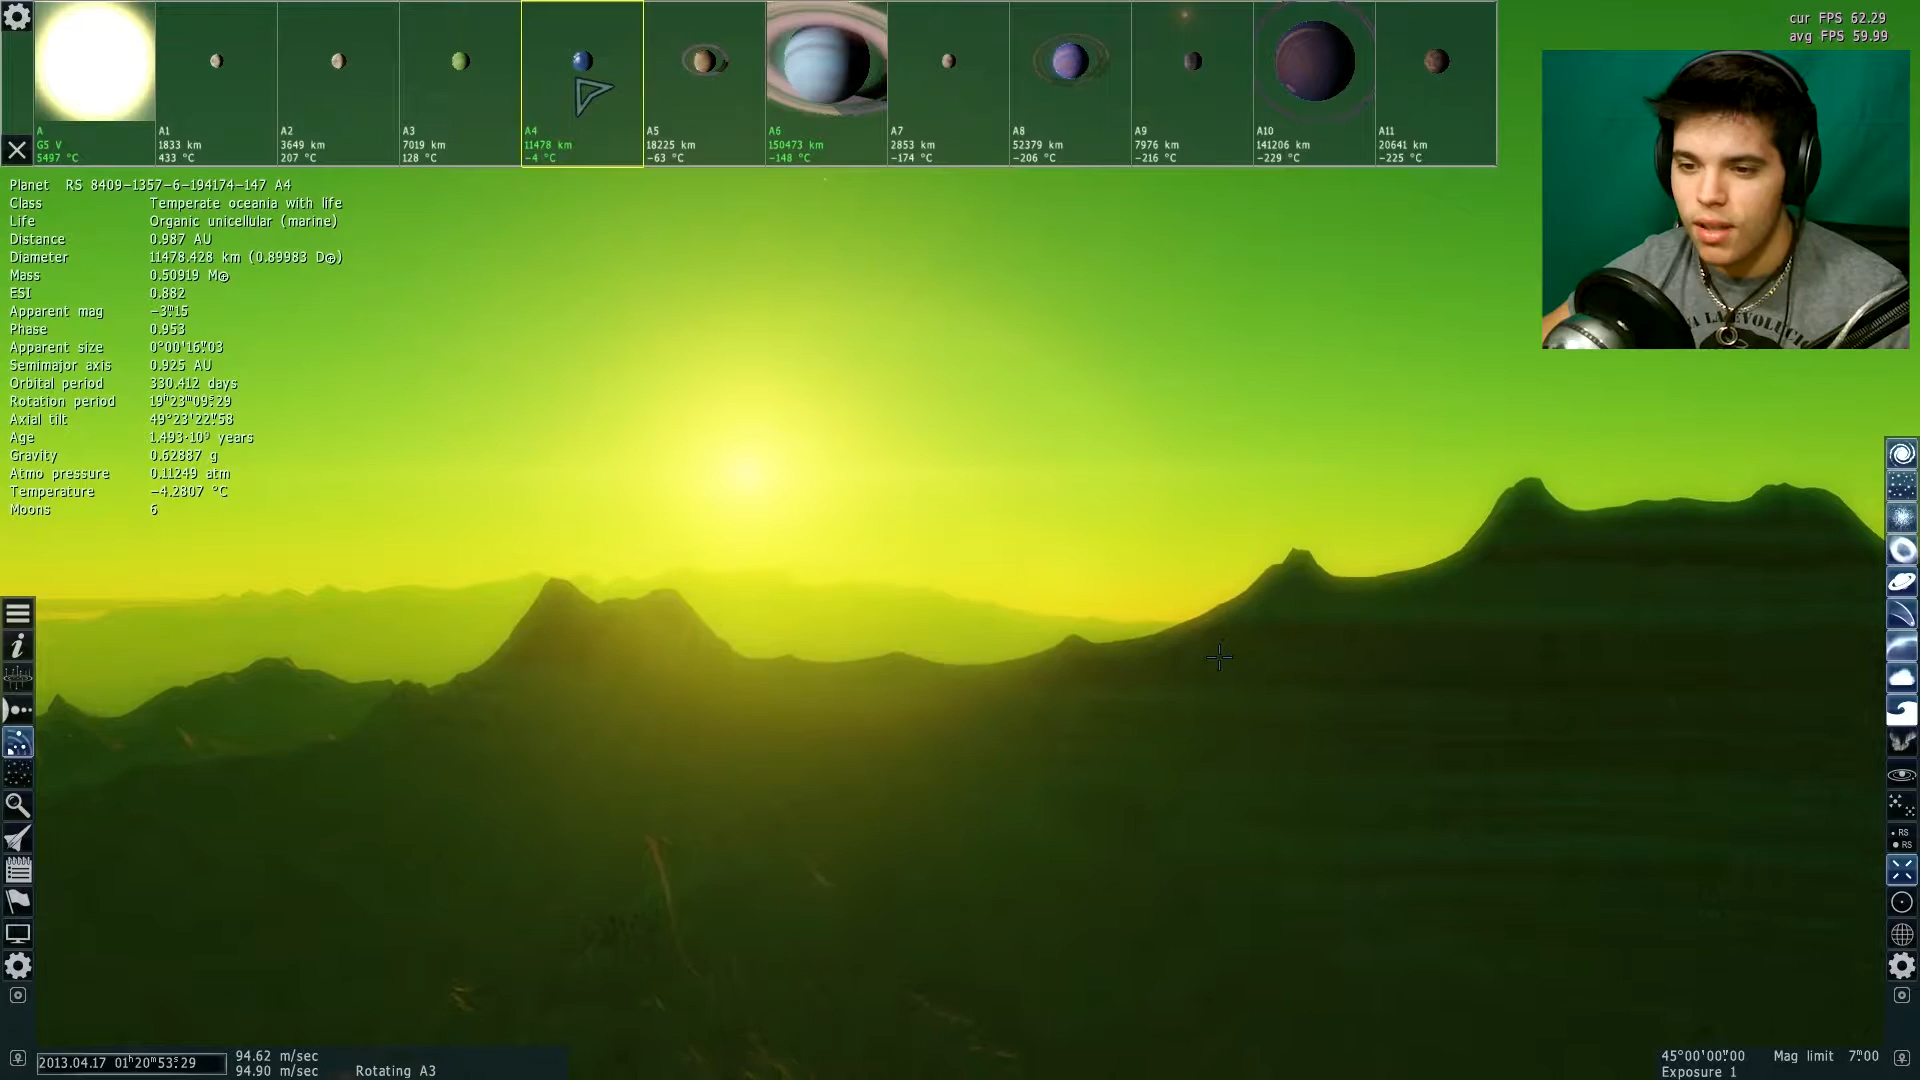 cur FPS 62.29
avg FPS 59.99
A
G5 V
5497 °C
A1
1833 km
433 °C
A2
3649 km
207 °C
A3
7019 km
128 °C
A4
11478 km
-4 °C
A5
18225 km
-63 °C
A6
150473 km
-148 °C
A7
2853 km
-174 °C
A8
52379 km
-206 °C
A9
7976 km
-216 °C
A10
141206 km
-229 °C
A11
20641 km
-225 °C
Planet RS 8409-1357-6-194174-147 A4
Class Temperate oceania with life
Life Organic unicellular (marine)
Distance 0.987 AU
Diameter 11478.428 km (0.89983 D⊕)
Mass 0.50919 M⊕
ESI 0.882
Apparent mag -3ᵐ.15
Phase 0.953
Apparent size 0°00'16".03
Semimajor axis 0.925 AU
Orbital period 330.412 days
Rotation period 19ʰ23ᵐ09ˢ.29
Axial tilt 49°23'22".58
Age 1.493·10⁹ years
Gravity 0.62887 g
Atmo pressure 0.11249 atm
Temperature -4.2807 °C
Moons 6
A LA EVOLUCI
RS
RS
2013.04.17 01ʰ20ᵐ53ˢ.29
94.62 m/sec
94.90 m/sec
Rotating A3
45°00'00".00
Mag limit 7ᵐ.00
Exposure 1